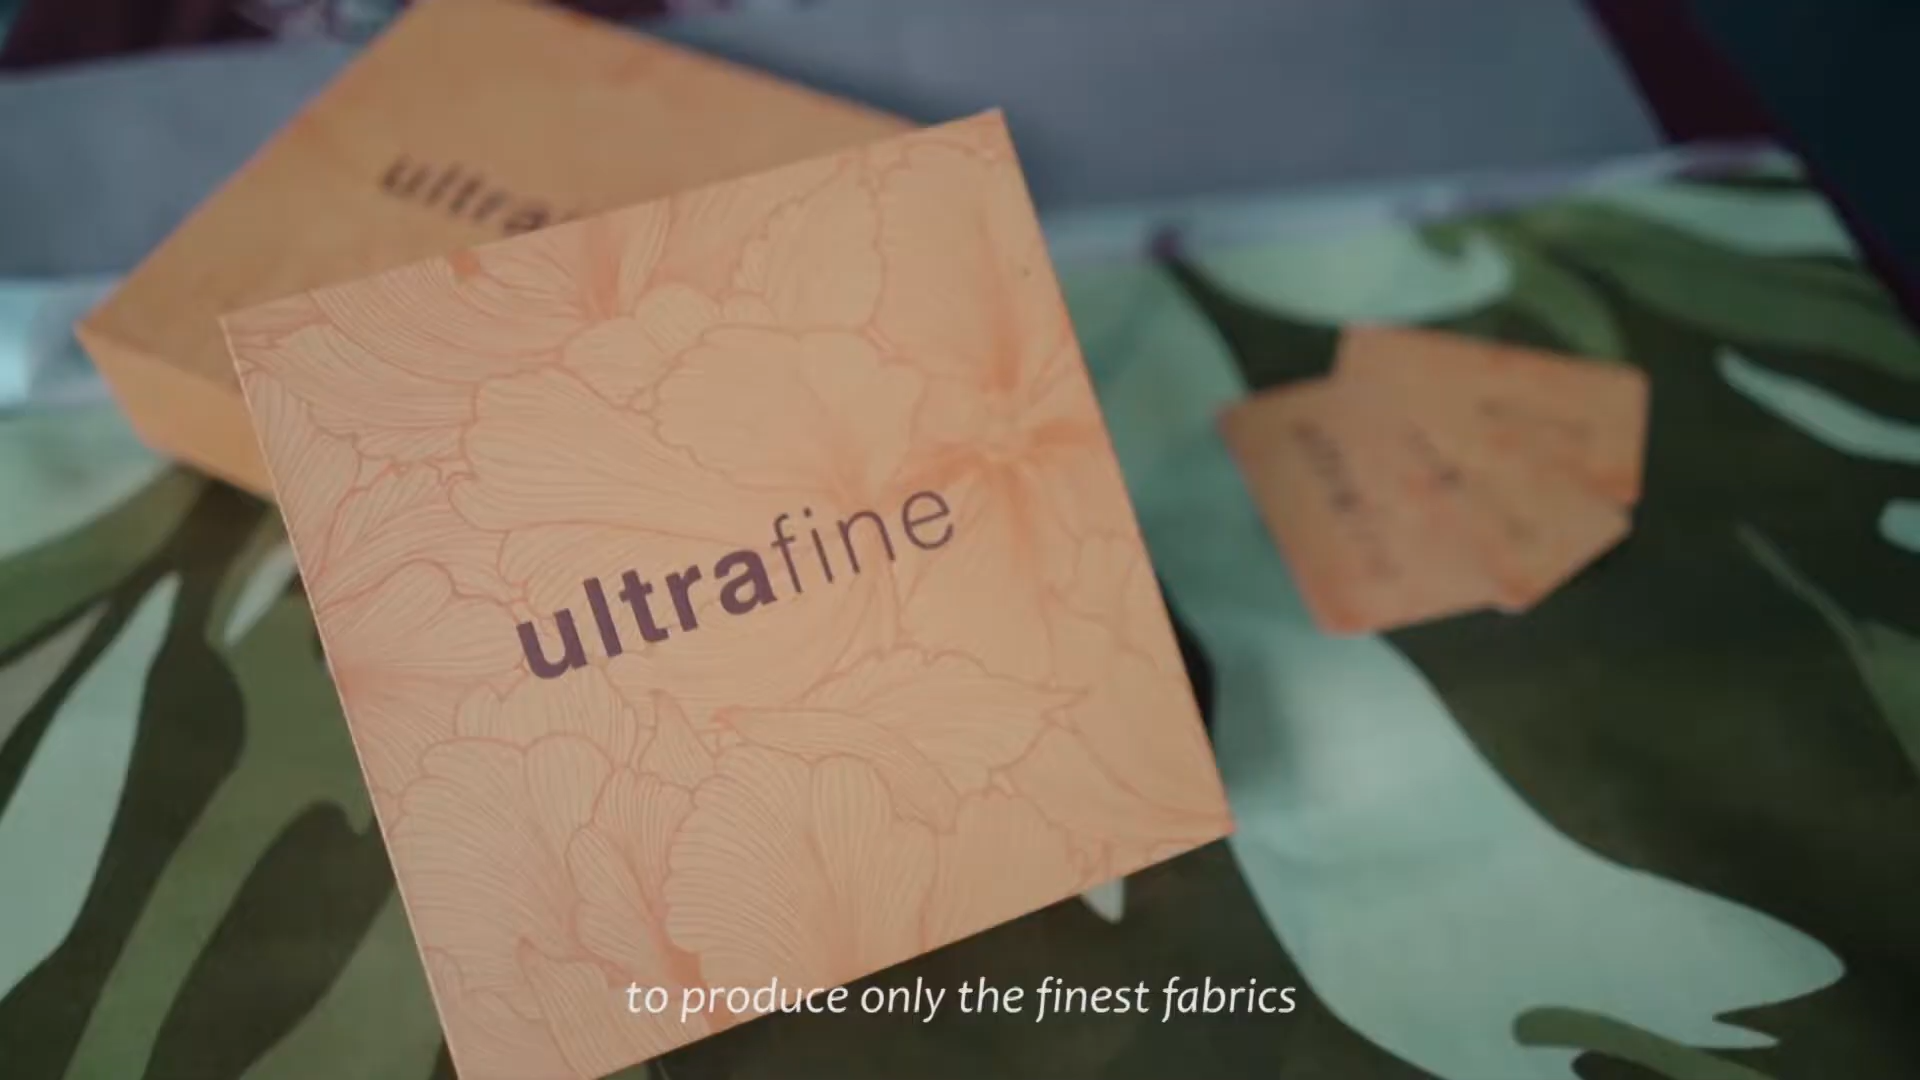 ultra
ultrafine
to produce only the finest fabrics